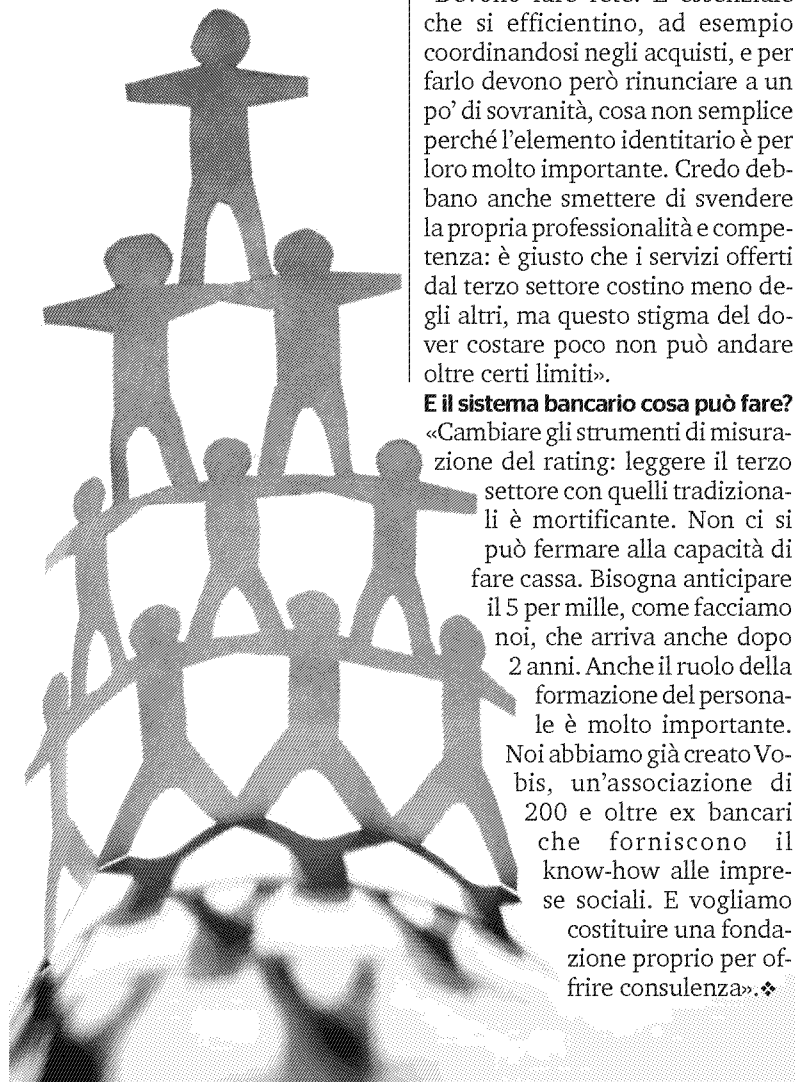 che si efficientino, ad esempio
coordinandosi negli acquisti, e per
farlo devono però rinunciare a un
po’ di sovranità, cosa non semplice
perché l’elemento identitario è per
loro molto importante. Credo deb-
bano anche smettere di svendere
la propria professionalità e compe-
tenza: è giusto che i servizi offerti
dal terzo settore costino meno de-
gli altri, ma questo stigma del do-
ver costare poco non può andare
oltre certi limiti».
E il sistema bancario cosa può fare?
«Cambiare gli strumenti di misura-
zione del rating: leggere il terzo
settore con quelli tradiziona-
li è mortificante. Non ci si
può fermare alla capacità di
fare cassa. Bisogna anticipare
il 5 per mille, come facciamo
noi, che arriva anche dopo
2 anni. Anche il ruolo della
formazione del persona-
le è molto importante.
Noi abbiamo già creato Vo-
bis, un’associazione di
200 e oltre ex bancari
che forniscono il
know-how alle impre-
se sociali. E vogliamo
costituire una fonda-
zione proprio per of-
frire consulenza».❖